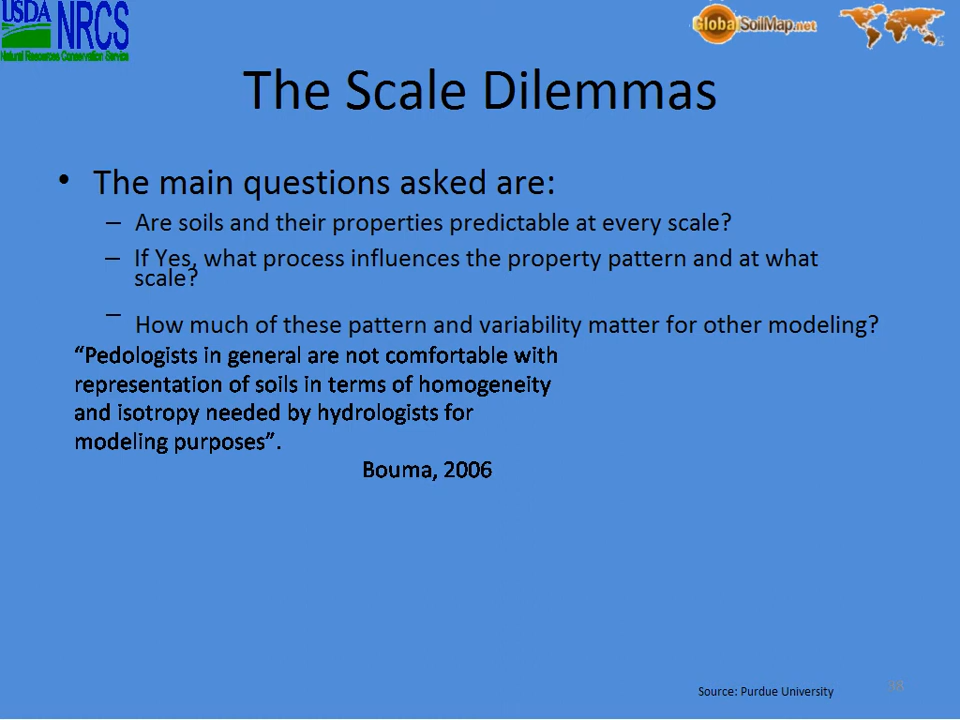 USDA
NRCS
Natural Resources Conservation Service
GlobalSoilMap.net
The Scale Dilemmas
• The main questions asked are:
– Are soils and their properties predictable at every scale?
– If Yes, what process influences the property pattern and at what
scale?
– How much of these pattern and variability matter for other modeling?
“Pedologists in general are not comfortable with
representation of soils in terms of homogeneity
and isotropy needed by hydrologists for
modeling purposes”.
Bouma, 2006
Source: Purdue University
38